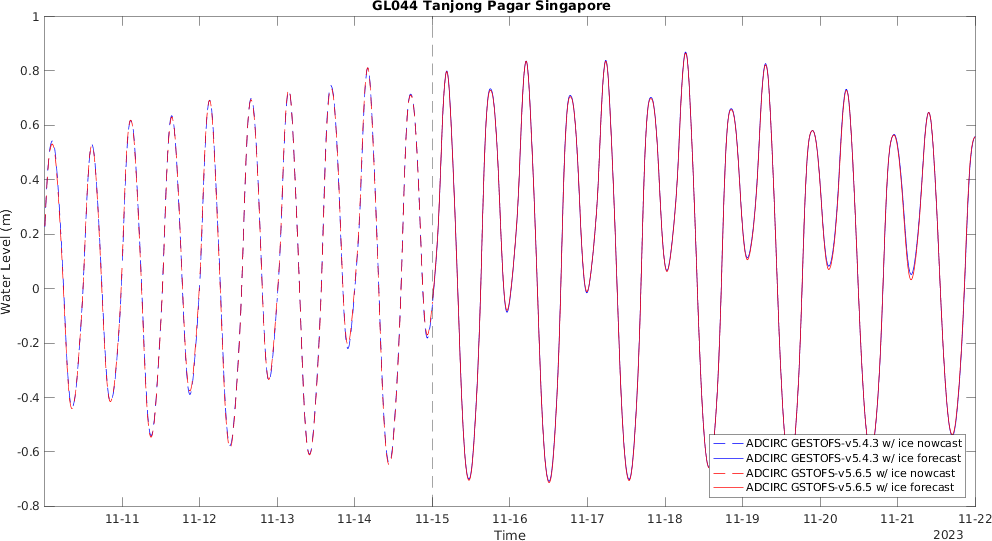 GL044 Tanjong Pagar Singapore
1
0.8
0.6
0.4
0.2
0
-0.2
-0.4
-0.6
-0.8
Water Level (m)
ADCIRC GESTOFS-v5.4.3 w/ ice nowcast
ADCIRC GESTOFS-v5.4.3 w/ ice forecast
ADCIRC GSTOFS-v5.6.5 w/ ice nowcast
ADCIRC GSTOFS-v5.6.5 w/ ice forecast
11-11 11-12 11-13 11-14 11-15 11-16 11-17 11-18 11-19 11-20 11-21 11-22
Time
2023